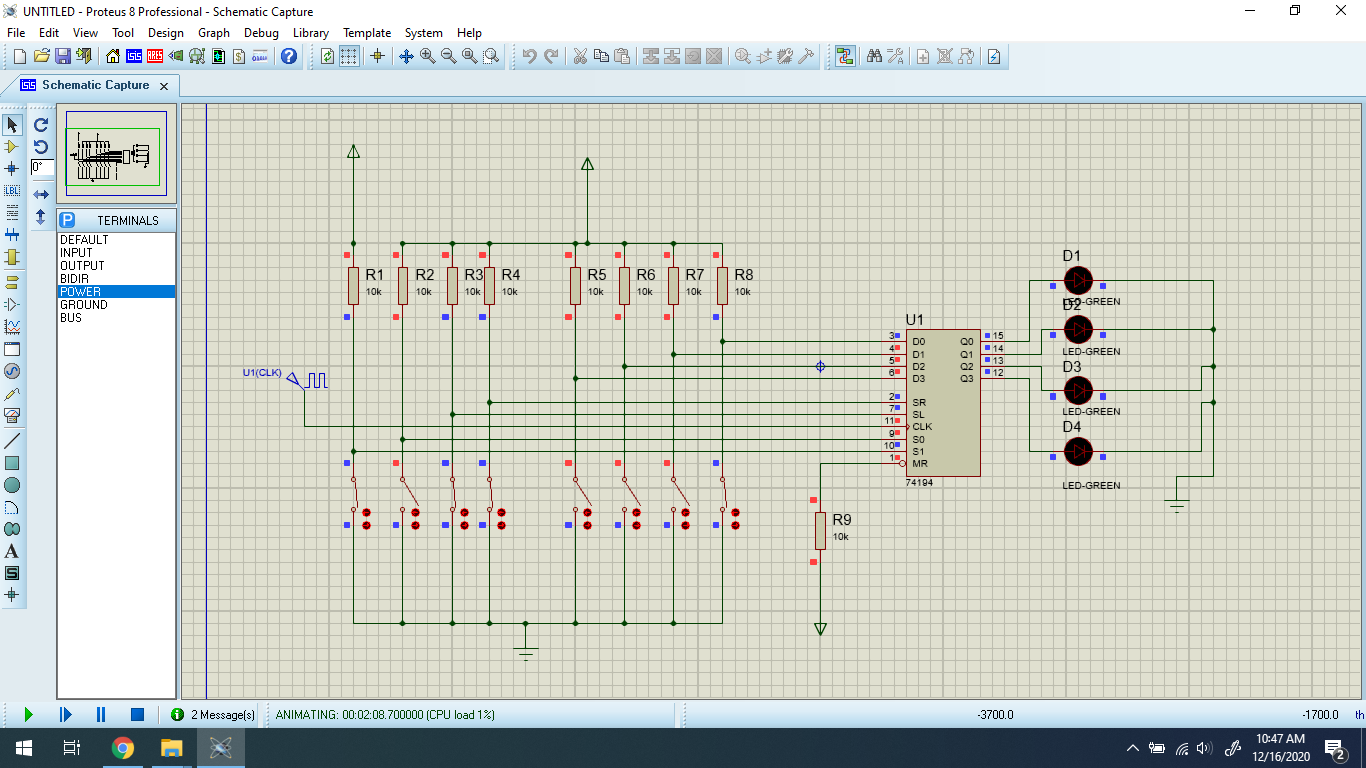 UNTITLED - Proteus 8 Professional - Schematic Capture
File Edit View Tool Design Graph Debug Library Template System Help
Schematic Capture
0°
LBL
P TERMINALS
DEFAULT
INPUT
OUTPUT
BIDIR
POWER
GROUND
BUS
A
S
R1
10k
R2
10k
R3
10k
R4
10k
R5
10k
R6
10k
R7
10k
R8
10k
U1(CLK)
U1
3 D0 Q0 15
4 D1 Q1 14
5 D2 Q2 13
6 D3 Q3 12
2 SR
7 SL
11 CLK
9 S0
10 S1
1 MR
74194
D1
LED-GREEN
D2
LED-GREEN
D3
LED-GREEN
D4
LED-GREEN
R9
10k
2 Message(s)
ANIMATING: 00:02:08.700000 (CPU load 1%)
-3700.0
-1700.0
th
10:47 AM
12/16/2020
2